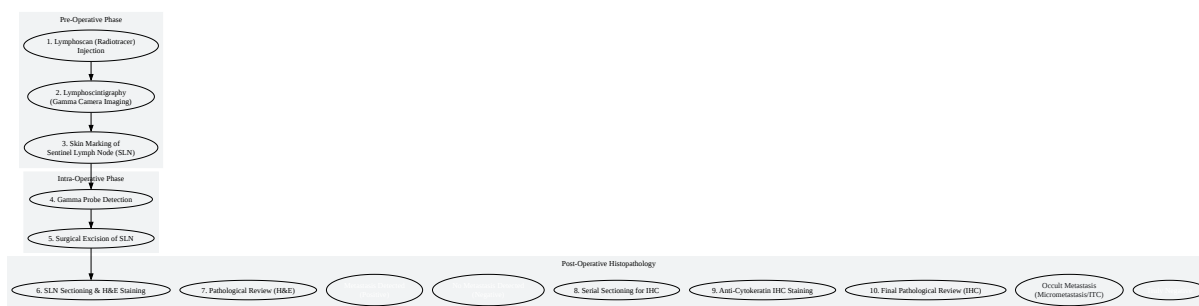 Pre-Operative Phase
1. Lymphoscan (Radiotracer)
Injection
2. Lymphoscintigraphy
(Gamma Camera Imaging)
3. Skin Marking of
Sentinel Lymph Node (SLN)
Intra-Operative Phase
4. Gamma Probe Detection
5. Surgical Excision of SLN
Post-Operative Histopathology
6. SLN Sectioning & H&E Staining
7. Pathological Review (H&E)
8. Serial Sectioning for IHC
9. Anti-Cytokeratin IHC Staining
10. Final Pathological Review (IHC)
Occult Metastasis
(Micrometastasis/ITC)